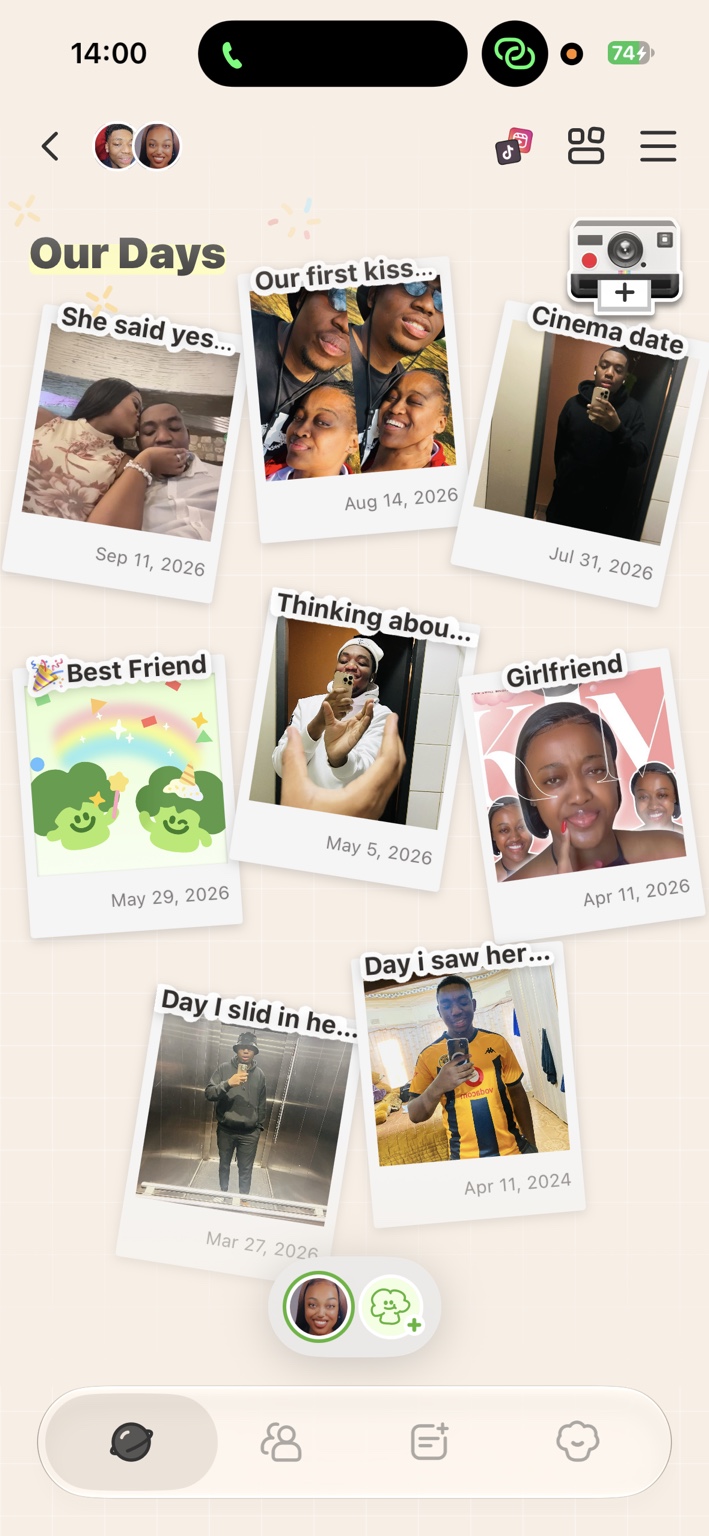 14:00
74
Our Days
She said yes...
Sep 11, 2026
Our first kiss...
Aug 14, 2026
Cinema date
Jul 31, 2026
🎉Best Friend
May 29, 2026
Thinking abou...
May 5, 2026
Girlfriend
Apr 11, 2026
Day I slid in he...
Mar 27, 2026
Day i saw her...
Apr 11, 2024